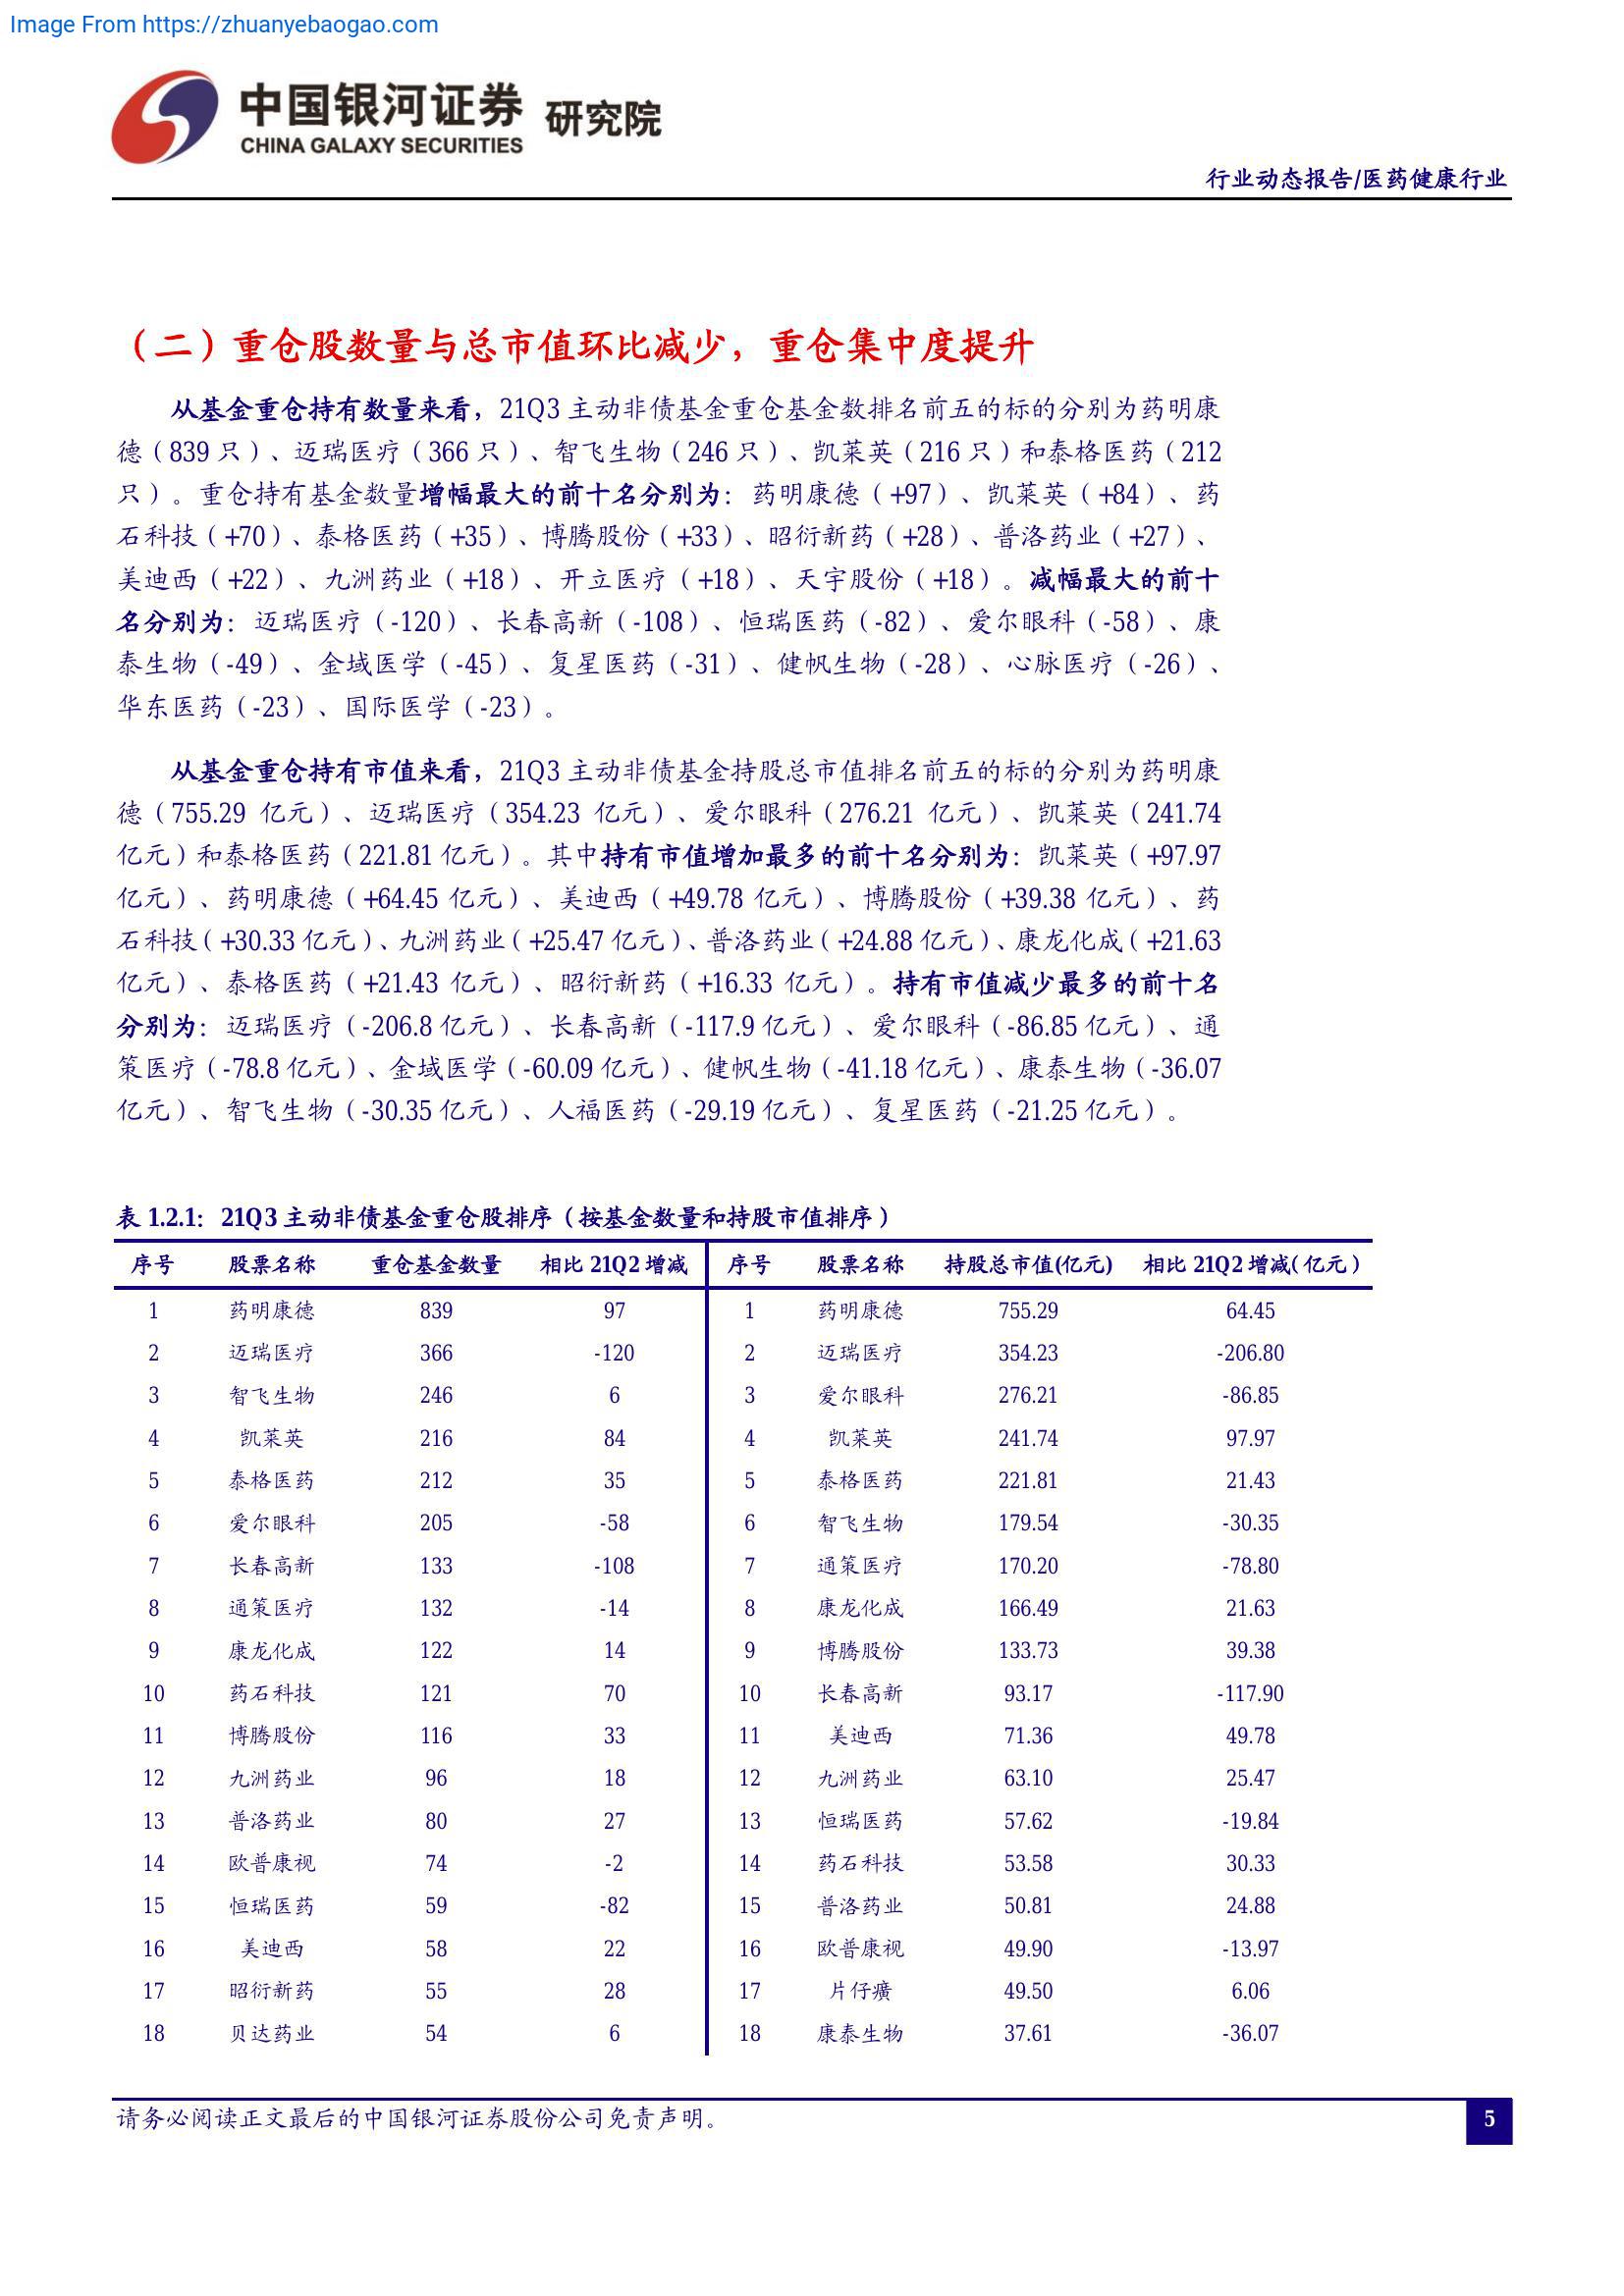 Image From https://zhuanyebaogao.com
中国银河证券 研究院
CHINA GALAXY SECURITIES
行业动态报告/医药健康行业
（二）重仓股数量与总市值环比减少，重仓集中度提升
从基金重仓持有数量来看，21Q3 主动非债基金重仓基金数排名前五的标的分别为药明康
德（839 只）、迈瑞医疗（366 只）、智飞生物（246 只）、凯莱英（216 只）和泰格医药（212
只）。重仓持有基金数量增幅最大的前十名分别为：药明康德（+97）、凯莱英（+84）、药
石科技（+70）、泰格医药（+35）、博腾股份（+33）、昭衍新药（+28）、普洛药业（+27）、
美迪西（+22）、九洲药业（+18）、开立医疗（+18）、天宇股份（+18）。减幅最大的前十
名分别为：迈瑞医疗（-120）、长春高新（-108）、恒瑞医药（-82）、爱尔眼科（-58）、康
泰生物（-49）、金域医学（-45）、复星医药（-31）、健帆生物（-28）、心脉医疗（-26）、
华东医药（-23）、国际医学（-23）。
从基金重仓持有市值来看，21Q3 主动非债基金持股总市值排名前五的标的分别为药明康
德（755.29 亿元）、迈瑞医疗（354.23 亿元）、爱尔眼科（276.21 亿元）、凯莱英（241.74
亿元）和泰格医药（221.81 亿元）。其中持有市值增加最多的前十名分别为：凯莱英（+97.97
亿元）、药明康德（+64.45 亿元）、美迪西（+49.78 亿元）、博腾股份（+39.38 亿元）、药
石科技（+30.33 亿元）、九洲药业（+25.47 亿元）、普洛药业（+24.88 亿元）、康龙化成（+21.63
亿元）、泰格医药（+21.43 亿元）、昭衍新药（+16.33 亿元）。持有市值减少最多的前十名
分别为：迈瑞医疗（-206.8 亿元）、长春高新（-117.9 亿元）、爱尔眼科（-86.85 亿元）、通
策医疗（-78.8 亿元）、金域医学（-60.09 亿元）、健帆生物（-41.18 亿元）、康泰生物（-36.07
亿元）、智飞生物（-30.35 亿元）、人福医药（-29.19 亿元）、复星医药（-21.25 亿元）。
表 1.2.1：21Q3 主动非债基金重仓股排序（按基金数量和持股市值排序）
序号 股票名称 重仓基金数量 相比 21Q2 增减 序号 股票名称 持股总市值(亿元) 相比 21Q2 增减(亿元)
1 药明康德 839 97 1 药明康德 755.29 64.45
2 迈瑞医疗 366 -120 2 迈瑞医疗 354.23 -206.80
3 智飞生物 246 6 3 爱尔眼科 276.21 -86.85
4 凯莱英 216 84 4 凯莱英 241.74 97.97
5 泰格医药 212 35 5 泰格医药 221.81 21.43
6 爱尔眼科 205 -58 6 智飞生物 179.54 -30.35
7 长春高新 133 -108 7 通策医疗 170.20 -78.80
8 通策医疗 132 -14 8 康龙化成 166.49 21.63
9 康龙化成 122 14 9 博腾股份 133.73 39.38
10 药石科技 121 70 10 长春高新 93.17 -117.90
11 博腾股份 116 33 11 美迪西 71.36 49.78
12 九洲药业 96 18 12 九洲药业 63.10 25.47
13 普洛药业 80 27 13 恒瑞医药 57.62 -19.84
14 欧普康视 74 -2 14 药石科技 53.58 30.33
15 恒瑞医药 59 -82 15 普洛药业 50.81 24.88
16 美迪西 58 22 16 欧普康视 49.90 -13.97
17 昭衍新药 55 28 17 片仔癀 49.50 6.06
18 贝达药业 54 6 18 康泰生物 37.61 -36.07
请务必阅读正文最后的中国银河证券股份公司免责声明。
5